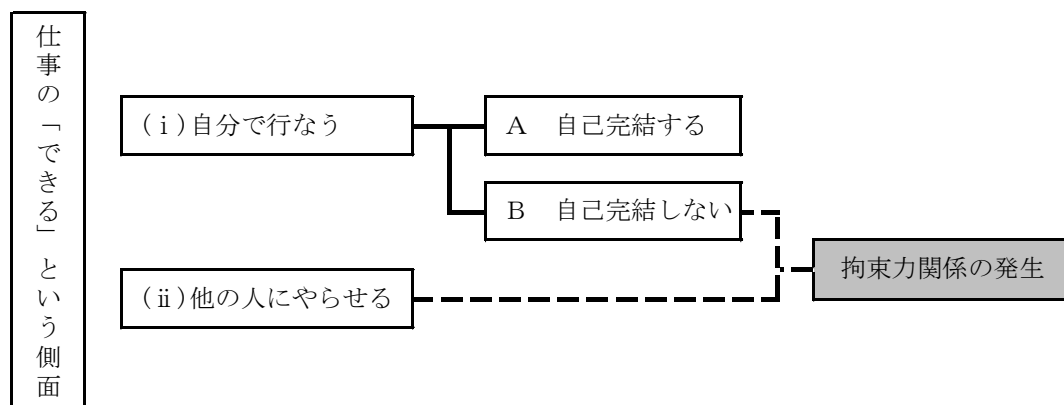 仕事の「できる」という側面
(ⅰ)自分で行なう
A 自己完結する
B 自己完結しない
(ⅱ)他の人にやらせる
拘束力関係の発生